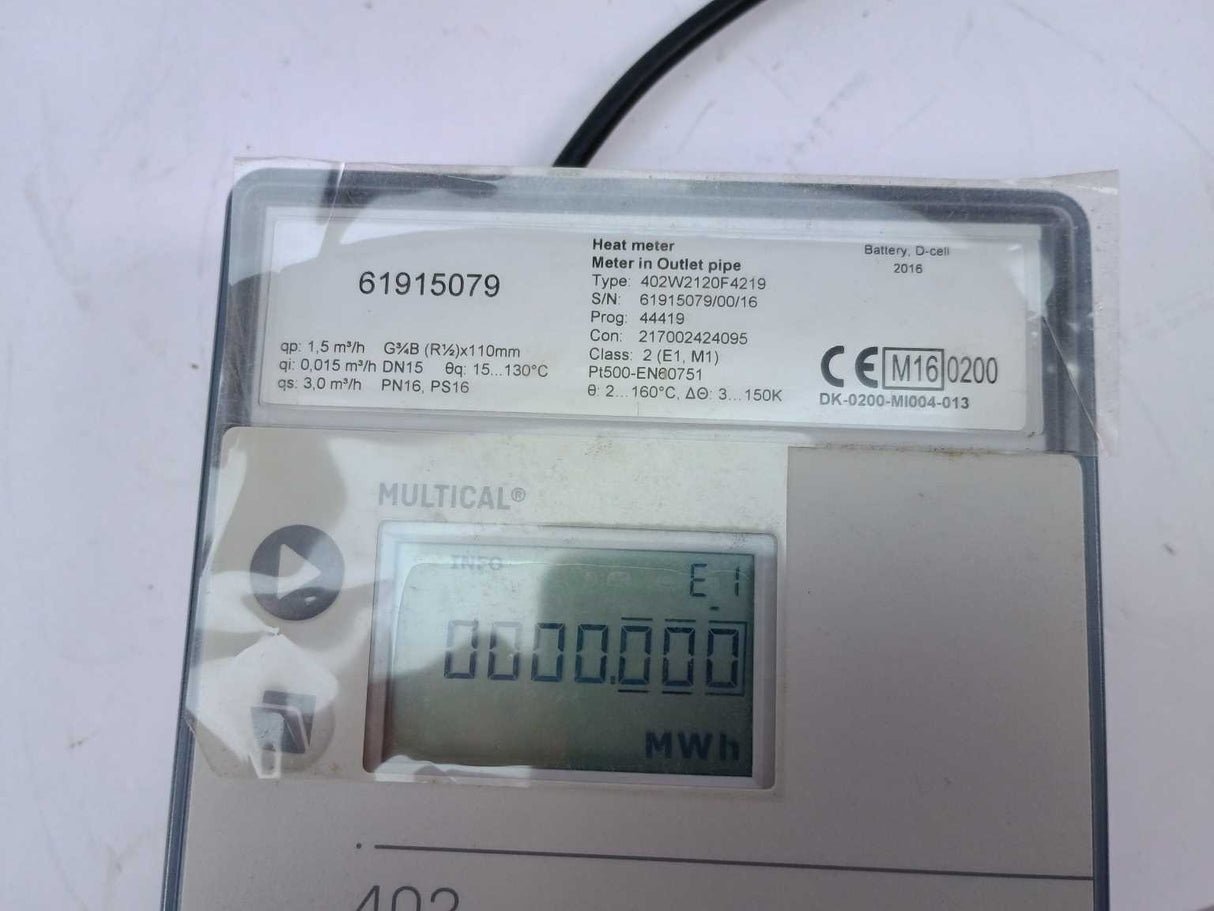 61915079
qp: 1,5 m³/h G¾B (R½)x110mm
qi: 0,015 m³/h DN15 θq: 15...130°C
qs: 3,0 m³/h PN16, PS16
Heat meter
Meter in Outlet pipe
Type: 402W2120F4219
S/N: 61915079/00/16
Prog: 44419
Con: 217002424095
Class: 2 (E1, M1)
Pt500-EN60751
θ: 2...160°C, ΔΘ: 3...150K
Battery, D-cell
2016
CE M16 0200
DK-0200-MI004-013
MULTICAL®
INFO
E1
0000.000
MWh
402